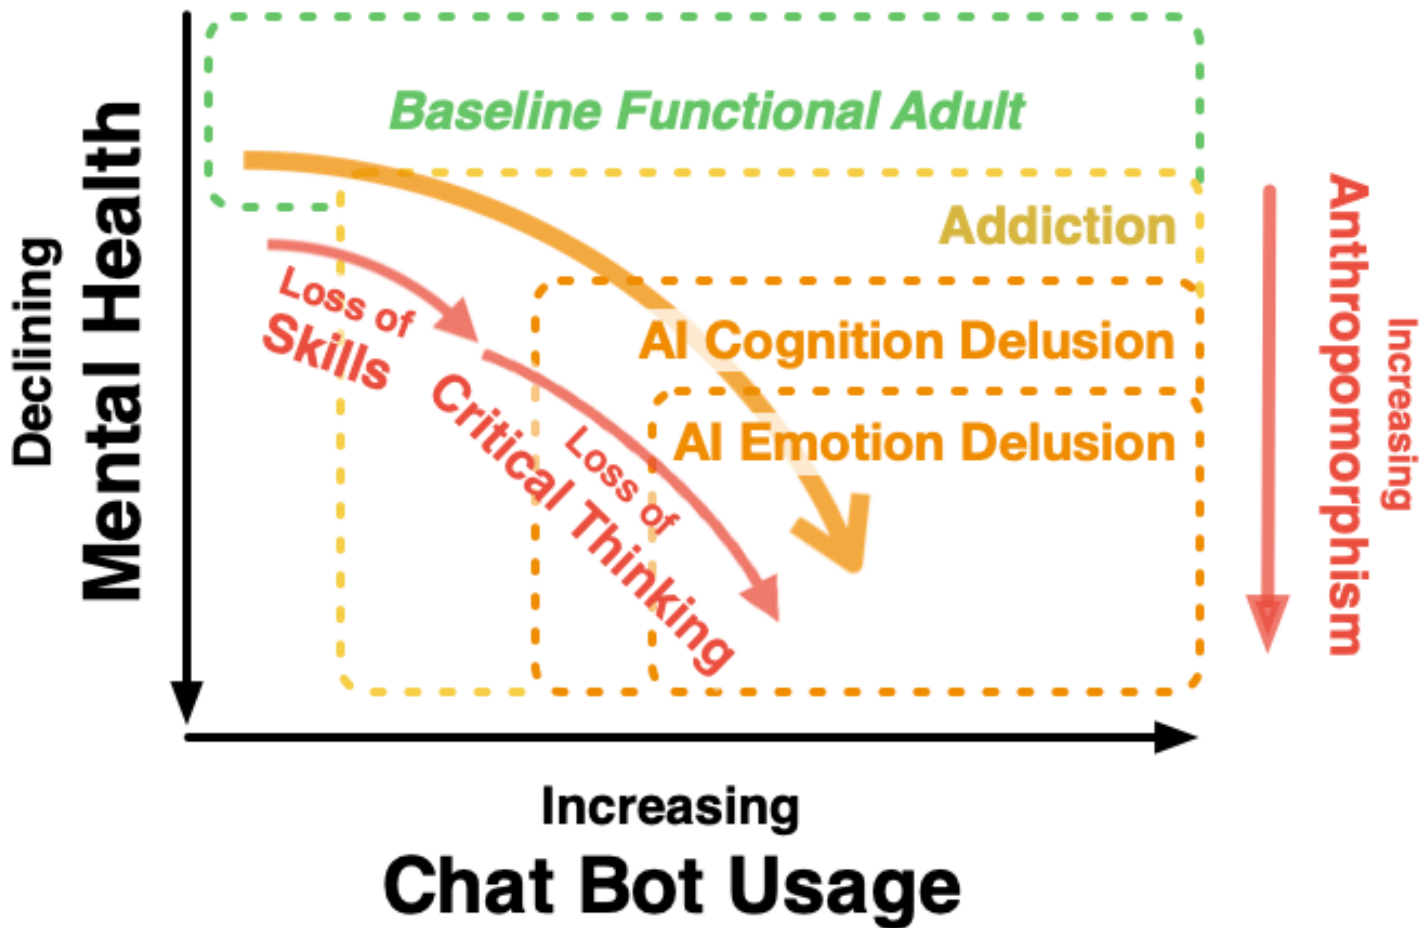 Baseline Functional Adult
Declining
Mental Health
Addiction
Loss of
Skills
AI Cognition Delusion
Loss of
Critical Thinking
AI Emotion Delusion
Increasing
Anthropomorphism
Increasing
Chat Bot Usage